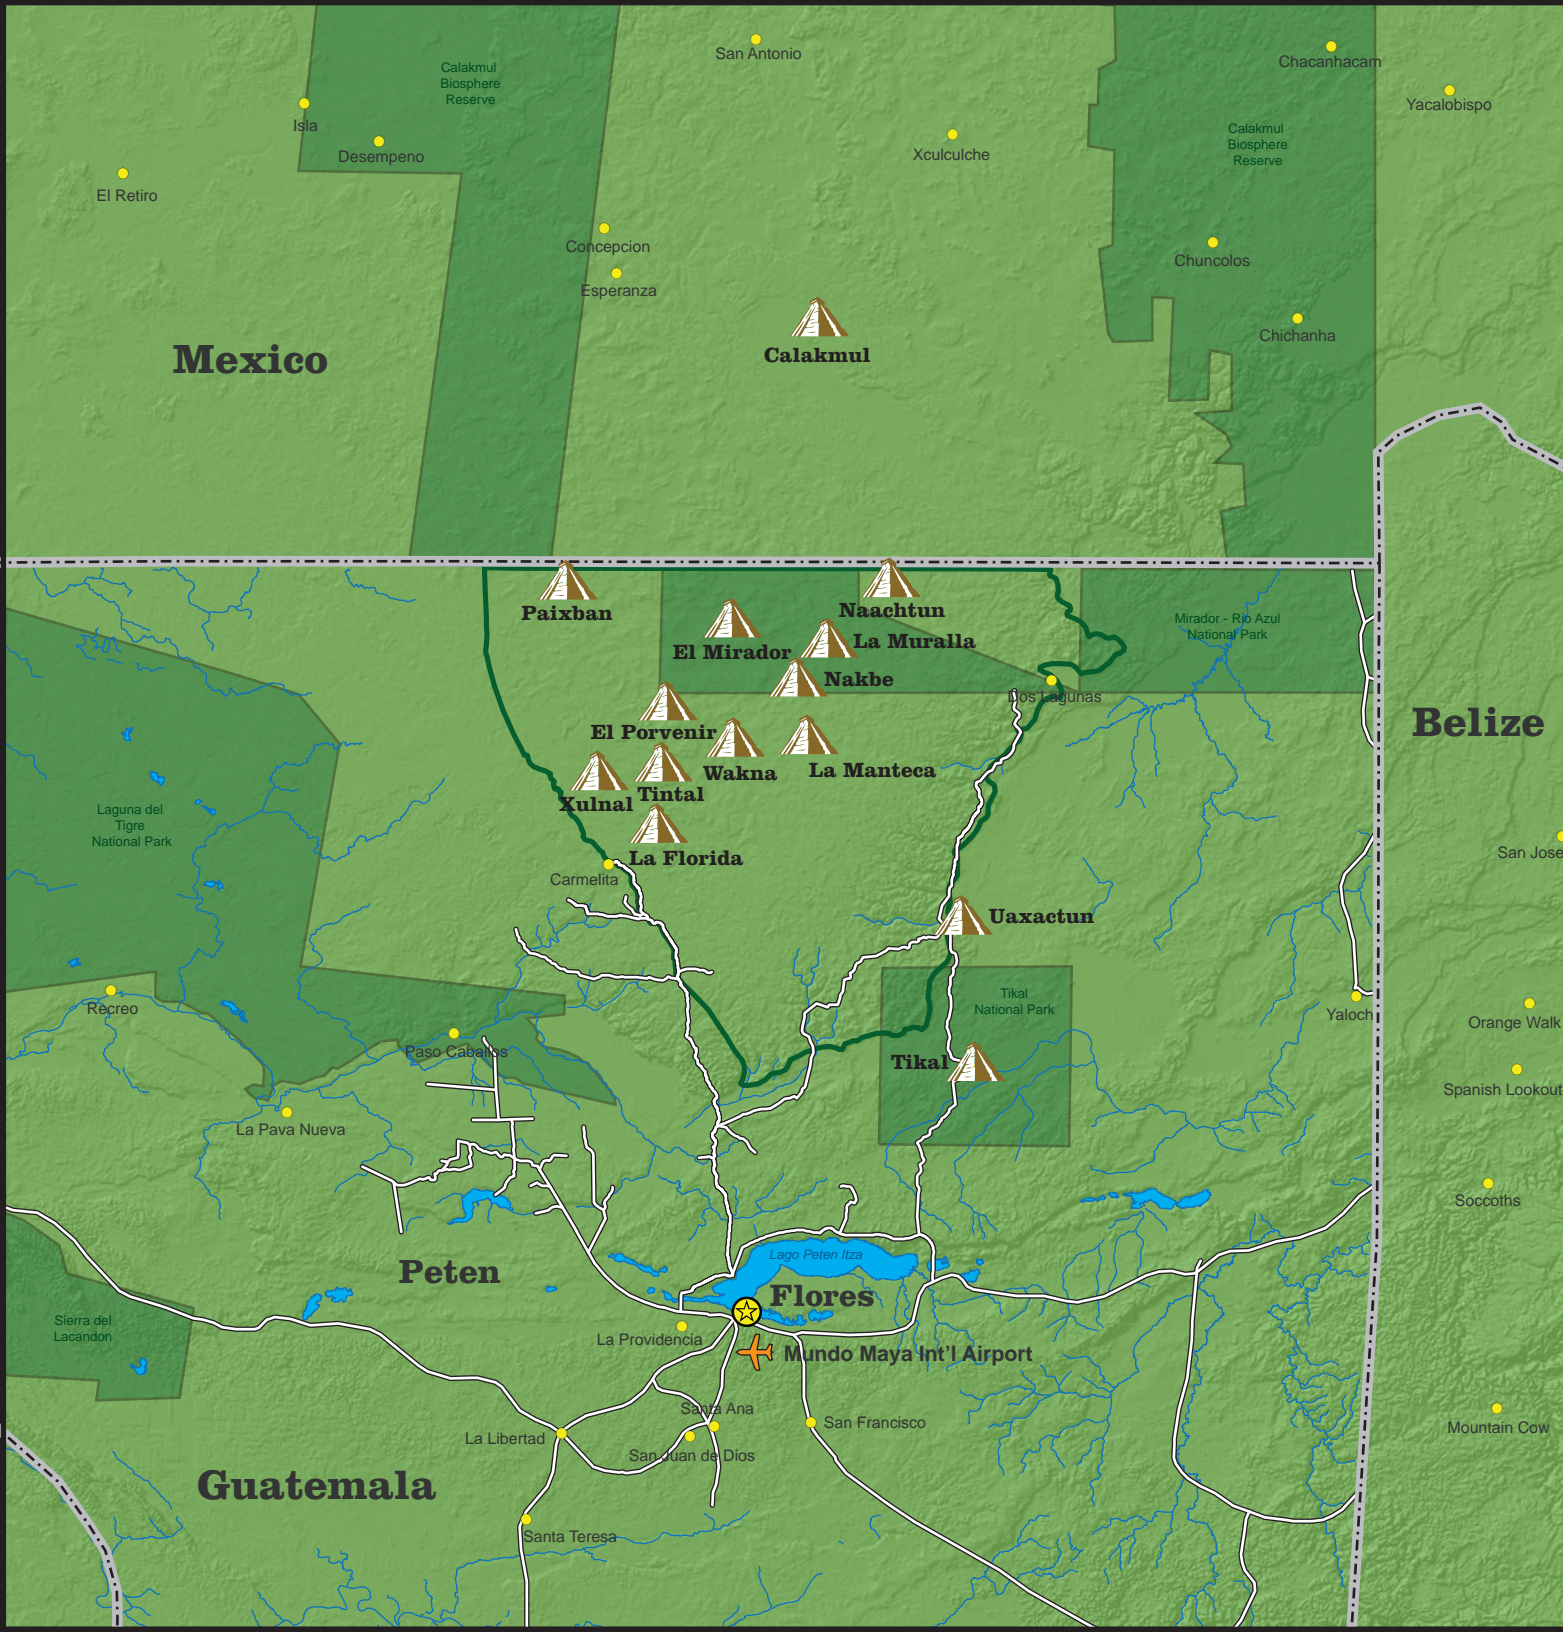 San Antonio
Chacanhacam
Calakmul
Biosphere
Reserve
Yacalobispo
Isla
Calakmul
Biosphere
Reserve
Desempeno
Xculculche
El Retiro
Concepcion
Chuncolos
Esperanza
Chichanha
Mexico
Calakmul
Paixban
Naachtun
Mirador - Rio Azul
National Park
El Mirador
La Muralla
Nakbe
Dos Lagunas
Belize
El Porvenir
Wakna
La Manteca
Xulnal
Tintal
Laguna del
Tigre
National Park
La Florida
San Jose
Carmelita
Uaxactun
Tikal
National Park
Recreo
Yaloch
Orange Walk
Paso Caballos
Tikal
Spanish Lookout
La Pava Nueva
Soccoths
Lago Peten Itza
Peten
Flores
Sierra del
Lacandon
La Providencia
Mundo Maya Int'l Airport
Santa Ana
San Francisco
Mountain Cow
La Libertad
San Juan de Dios
Guatemala
Santa Teresa